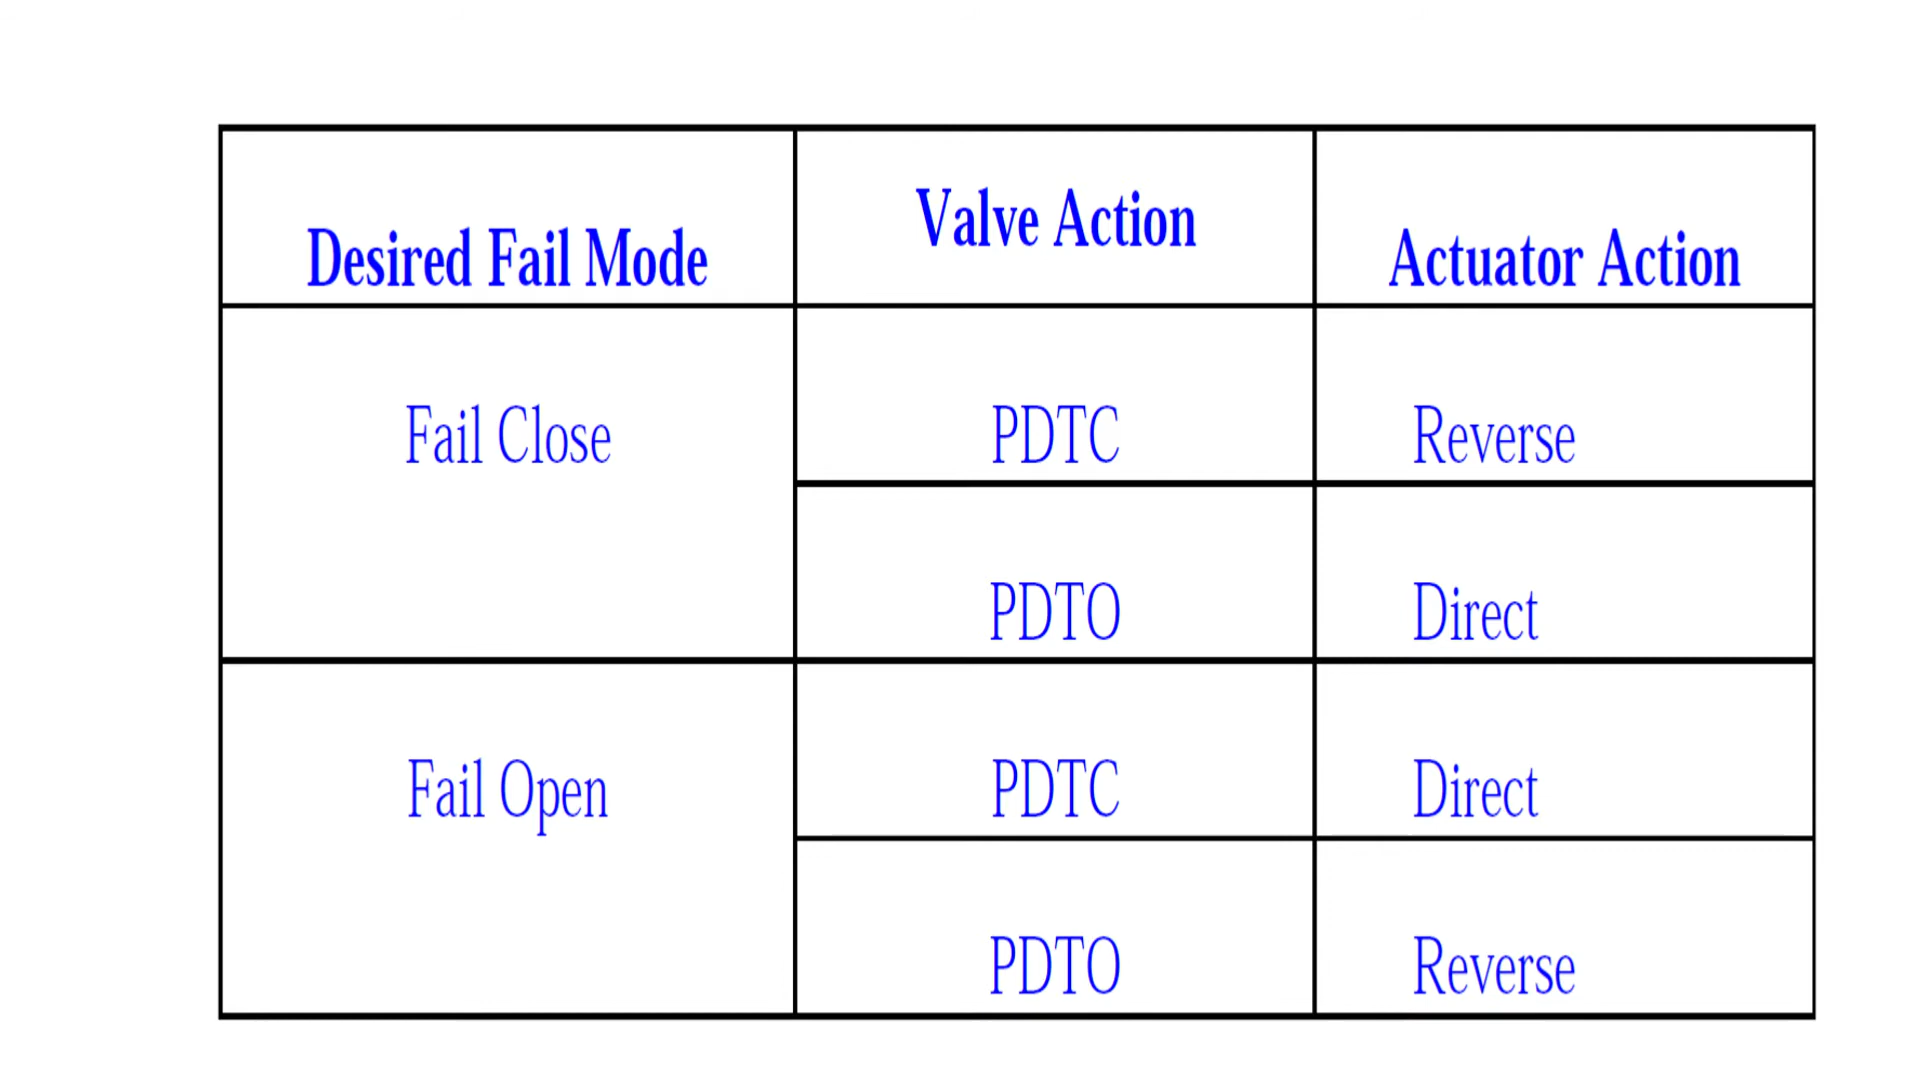 Desired Fail Mode
Valve Action
Actuator Action
Fail Close
PDTC
Reverse
PDTO
Direct
Fail Open
PDTC
Direct
PDTO
Reverse